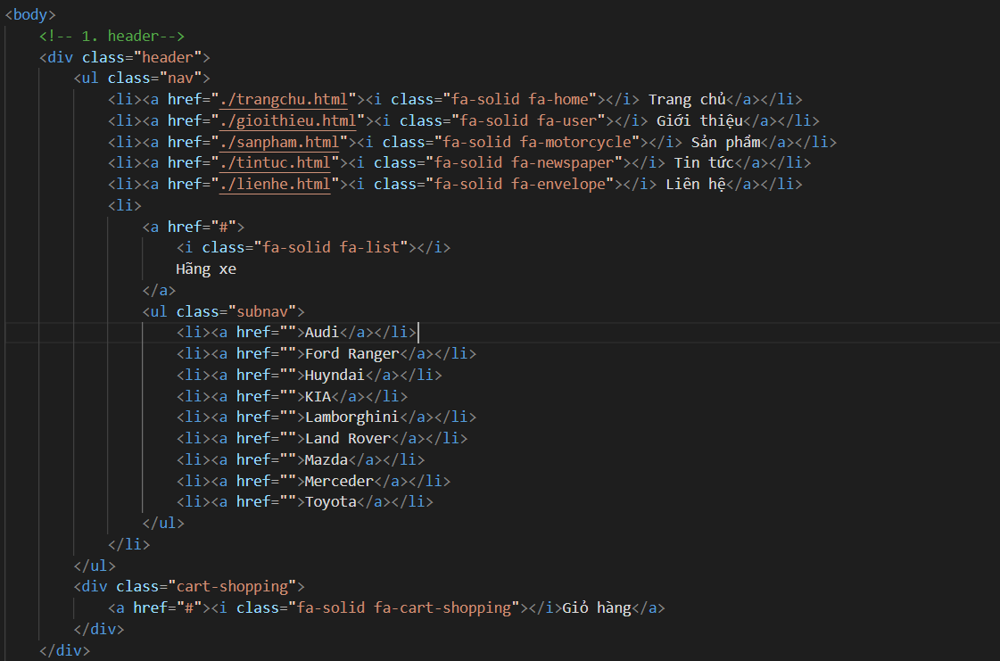 <body>
    <!-- 1. header-->
    <div class="header">
        <ul class="nav">
            <li><a href="./trangchu.html"><i class="fa-solid fa-home"></i> Trang chủ</a></li>
            <li><a href="./gioithieu.html"><i class="fa-solid fa-user"></i> Giới thiệu</a></li>
            <li><a href="./sanpham.html"><i class="fa-solid fa-motorcycle"></i> Sản phẩm</a></li>
            <li><a href="./tintuc.html"><i class="fa-solid fa-newspaper"></i> Tin tức</a></li>
            <li><a href="./lienhe.html"><i class="fa-solid fa-envelope"></i> Liên hệ</a></li>
            <li>
                <a href="#">
                    <i class="fa-solid fa-list"></i>
                    Hãng xe
                </a>
                <ul class="subnav">
                    <li><a href="">Audi</a></li>
                    <li><a href="">Ford Ranger</a></li>
                    <li><a href="">Huyndai</a></li>
                    <li><a href="">KIA</a></li>
                    <li><a href="">Lamborghini</a></li>
                    <li><a href="">Land Rover</a></li>
                    <li><a href="">Mazda</a></li>
                    <li><a href="">Merceder</a></li>
                    <li><a href="">Toyota</a></li>
                </ul>
            </li>
        </ul>
        <div class="cart-shopping">
            <a href="#"><i class="fa-solid fa-cart-shopping"></i>Giỏ hàng</a>
        </div>
    </div>